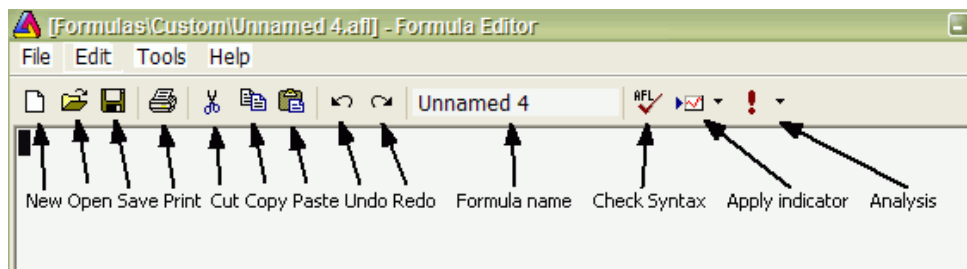 [Formulas\Custom\Unnamed 4.afl] - Formula Editor
File Edit Tools Help
Unnamed 4 AFL
New Open Save Print Cut Copy Paste Undo Redo Formula name Check Syntax Apply indicator Analysis